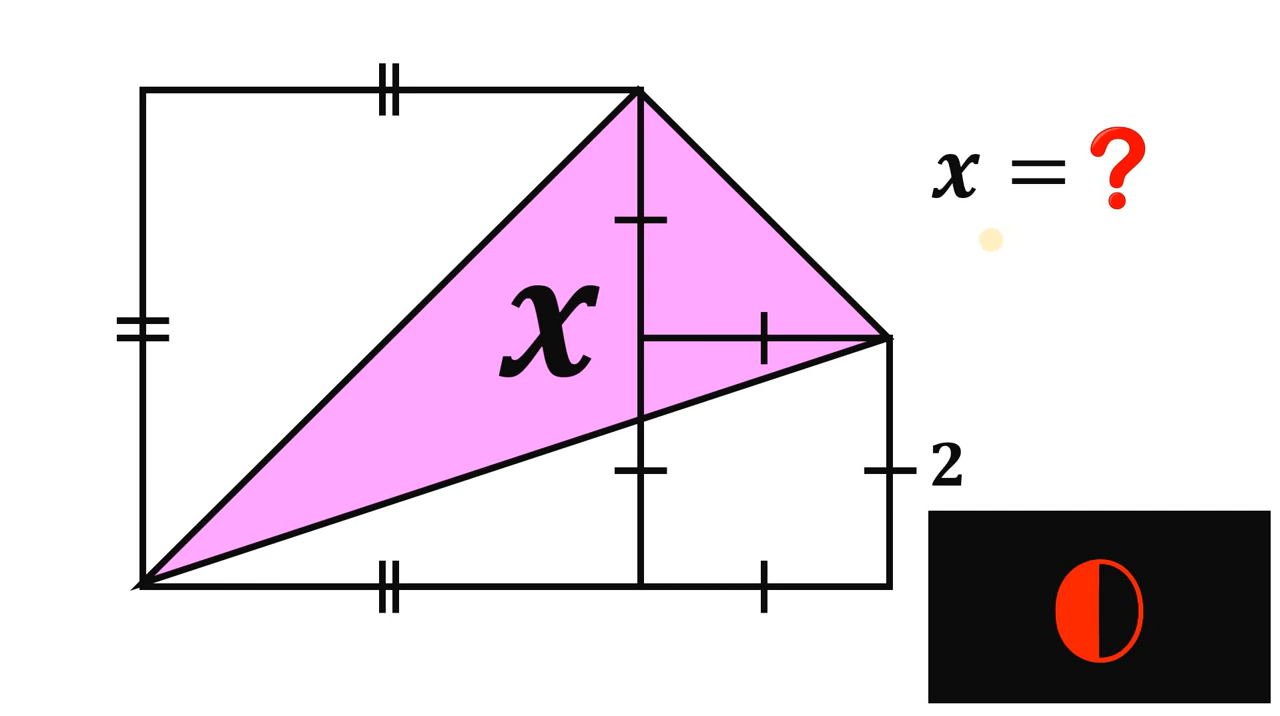 x = ❓
x
2